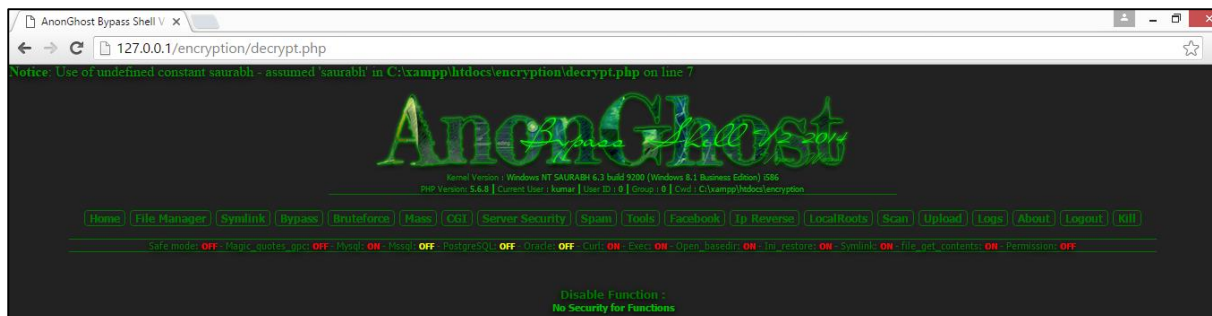 AnonGhost Bypass Shell V
127.0.0.1/encryption/decrypt.php
Notice: Use of undefined constant saurabh - assumed 'saurabh' in C:\xampp\htdocs\encryption\decrypt.php on line 7
AnonGhost
Bypass Shell V2 2014
Kernel Version : Windows NT SAURABH 6.3 build 9200 (Windows 8.1 Business Edition) i586
PHP Version: 5.6.8 | Current User : kumar | User ID : 0 | Group : 0 | Cwd : C:\xampp\htdocs\encryption
Home File Manager Symlink Bypass Bruteforce Mass CGI Server Security Spam Tools Facebook Ip Reverse LocalRoots Scan Upload Logs About Logout Kill
Safe mode: OFF - Magic_quotes_gpc: OFF - Mysql: ON - Mssql: OFF - PostgreSQL: OFF - Oracle: OFF - Curl: ON - Exec: ON - Open_basedir: ON - Ini_restore: ON - Symlink: ON - file_get_contents: ON - Permission: OFF
Disable Function :
No Security for Functions